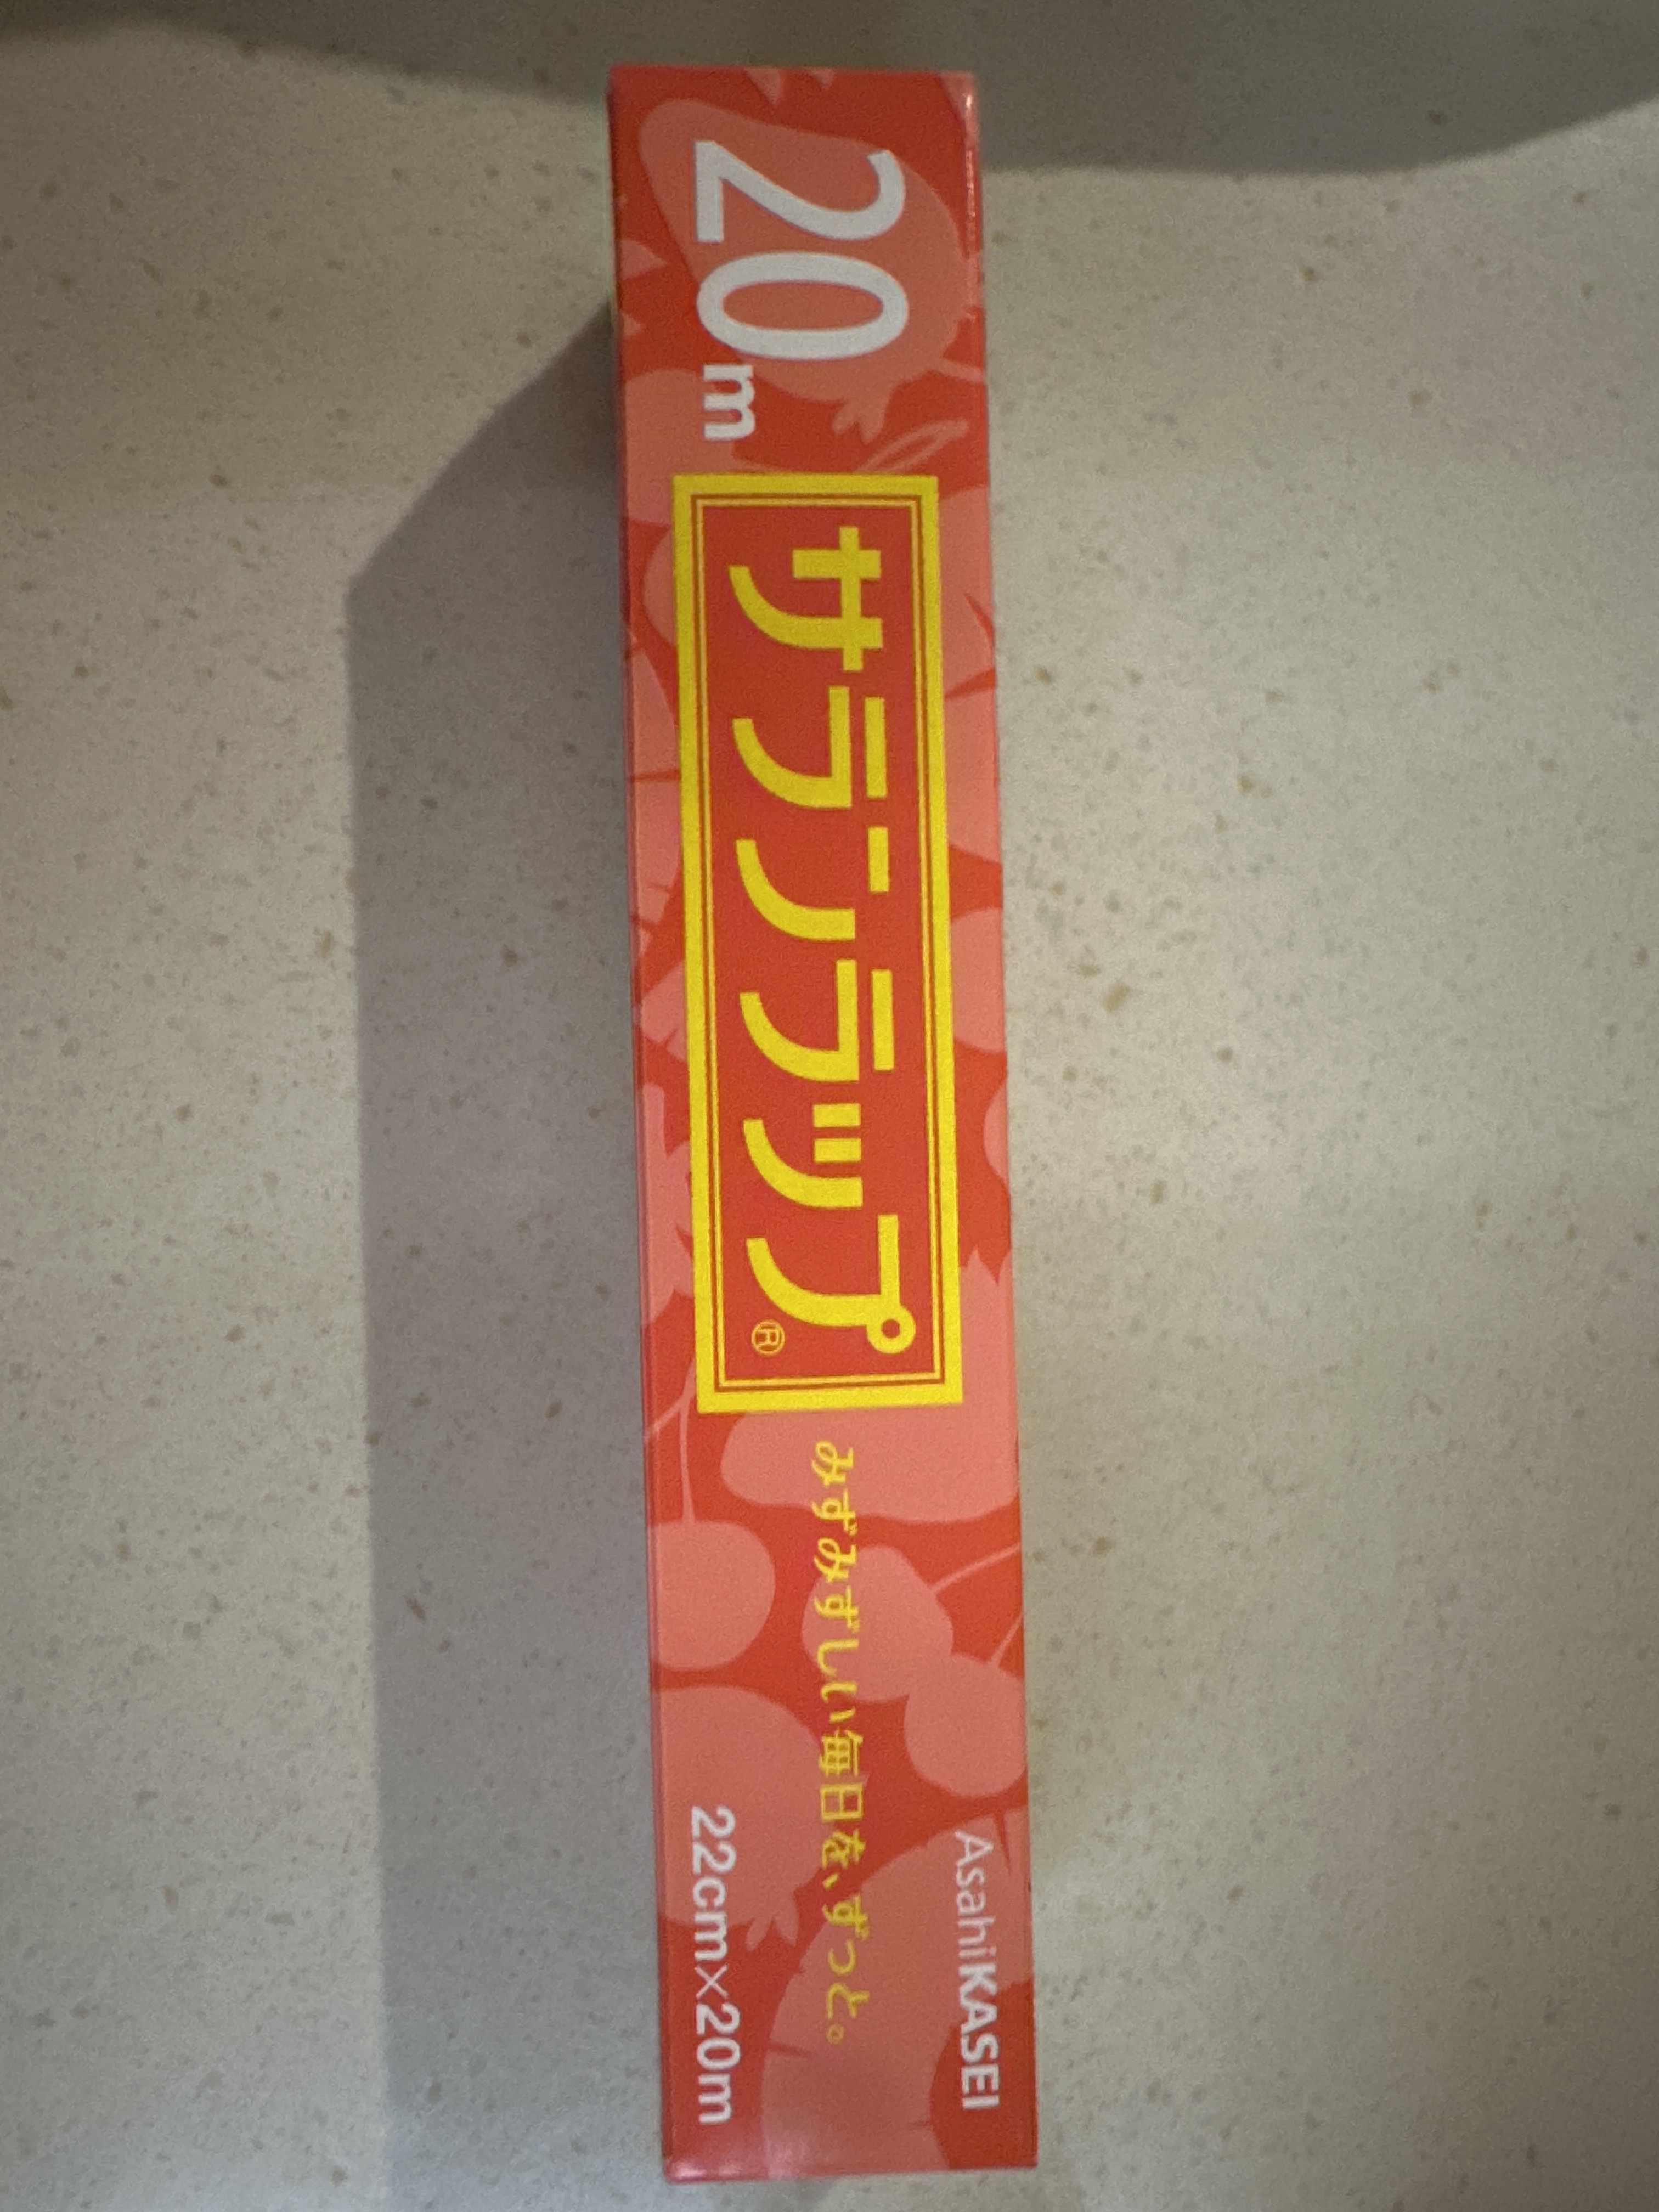 20m
サランラップ®
みずみずしい毎日を、ずっと。
AsahiKASEI
22cm×20m